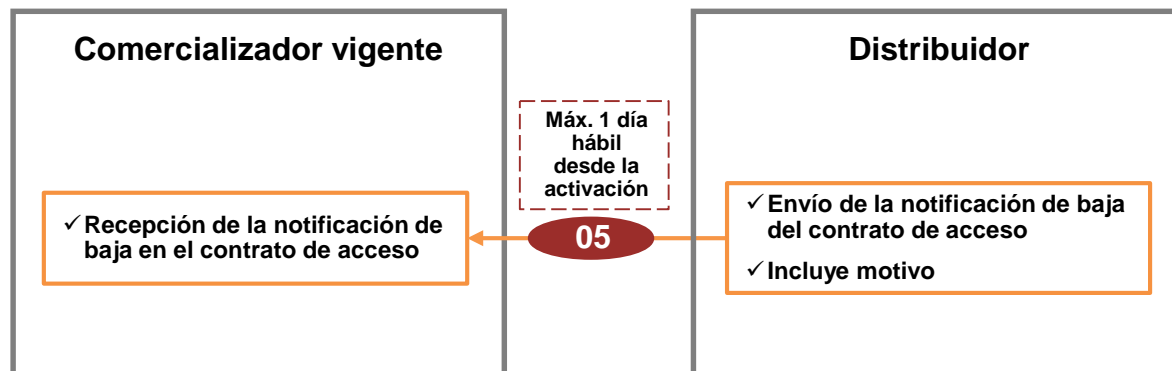 Comercializador vigente
Distribuidor
Máx. 1 día
hábil
desde la
activación
✓ Recepción de la notificación de
baja en el contrato de acceso
05
✓ Envío de la notificación de baja
del contrato de acceso
✓ Incluye motivo